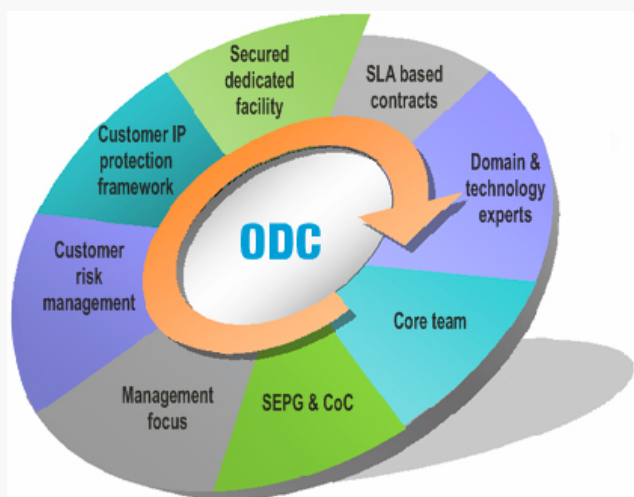 Secured
dedicated
facility
SLA based
contracts
Domain &
technology
experts
Core team
SEPG & CoC
Management
focus
Customer
risk
management
Customer IP
protection
framework
ODC